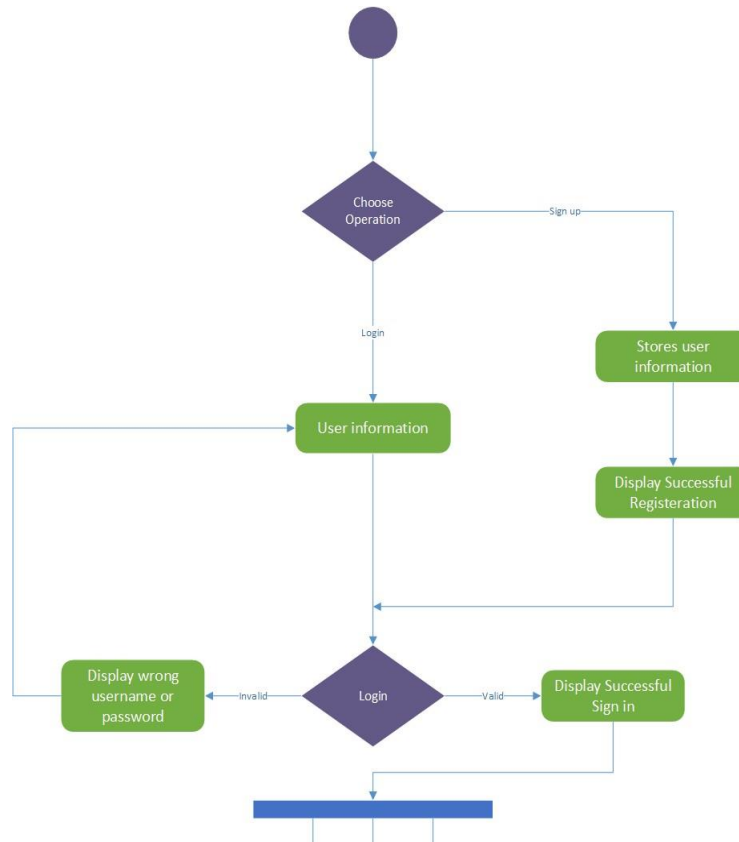 Choose
Operation
Sign up
Login
Stores user
information
User information
Display Successful
Registeration
Display wrong
username or
password
Invalid
Login
Valid
Display Successful
Sign in